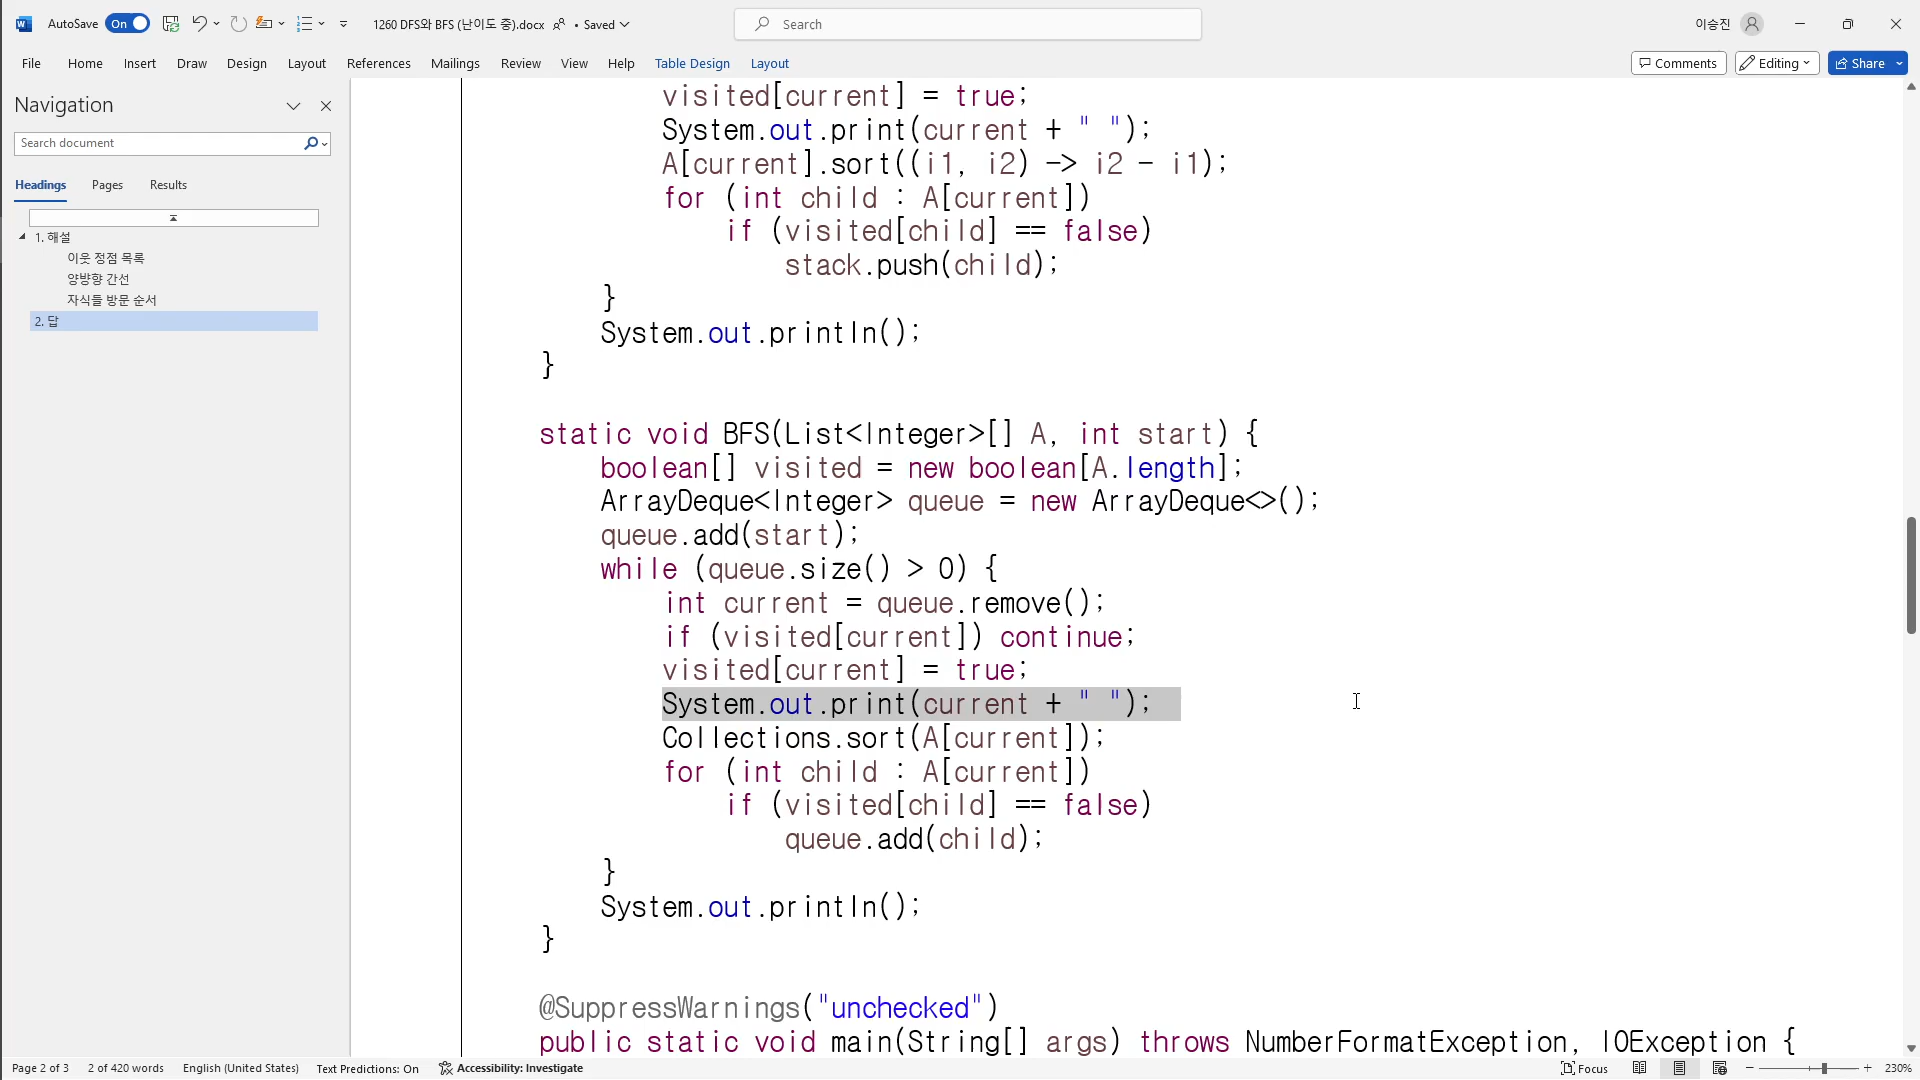 AutoSave On 1260 DFS와 BFS (난이도 중).docx • Saved Search 이승진
File Home Insert Draw Design Layout References Mailings Review View Help Table Design Layout Comments Editing Share
Navigation
Search document
Headings Pages Results
1. 해설
이웃 정점 목록
양뱡향 간선
자식들 방문 순서
2. 답
visited[current] = true;
System.out.print(current + " ");
A[current].sort((i1, i2) -> i2 - i1);
for (int child : A[current])
if (visited[child] == false)
stack.push(child);
}
System.out.println();
}
static void BFS(List<Integer>[] A, int start) {
boolean[] visited = new boolean[A.length];
ArrayDeque<Integer> queue = new ArrayDeque<>();
queue.add(start);
while (queue.size() > 0) {
int current = queue.remove();
if (visited[current]) continue;
visited[current] = true;
System.out.print(current + " ");
Collections.sort(A[current]);
for (int child : A[current])
if (visited[child] == false)
queue.add(child);
}
System.out.println();
}
@SuppressWarnings("unchecked")
public static void main(String[] args) throws NumberFormatException, IOException {
Page 2 of 3 2 of 420 words English (United States) Text Predictions: On Accessibility: Investigate Focus 230%